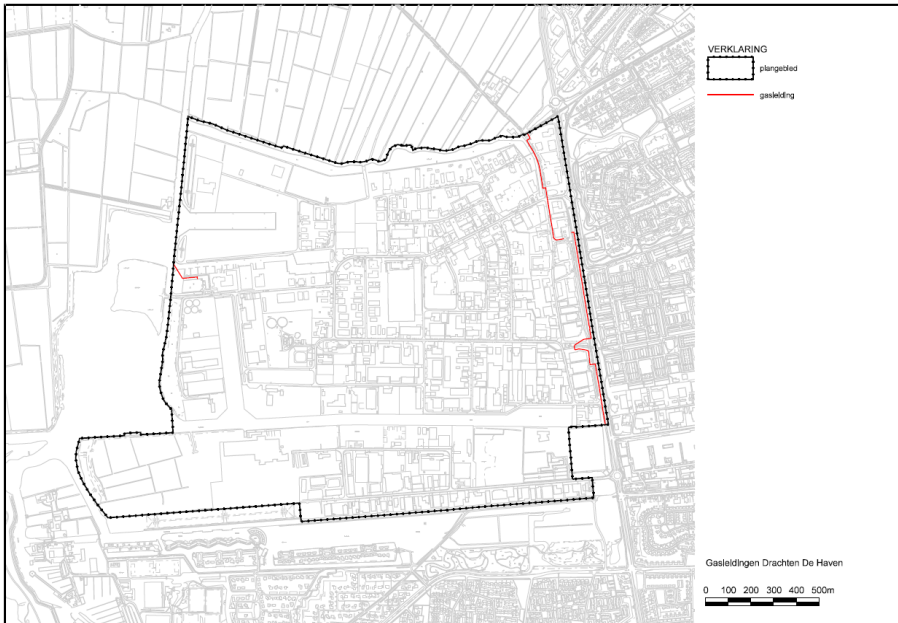 VERKLARING
plangebied
gasleiding
Gasleidingen Drachten De Haven
0 100 200 300 400 500m